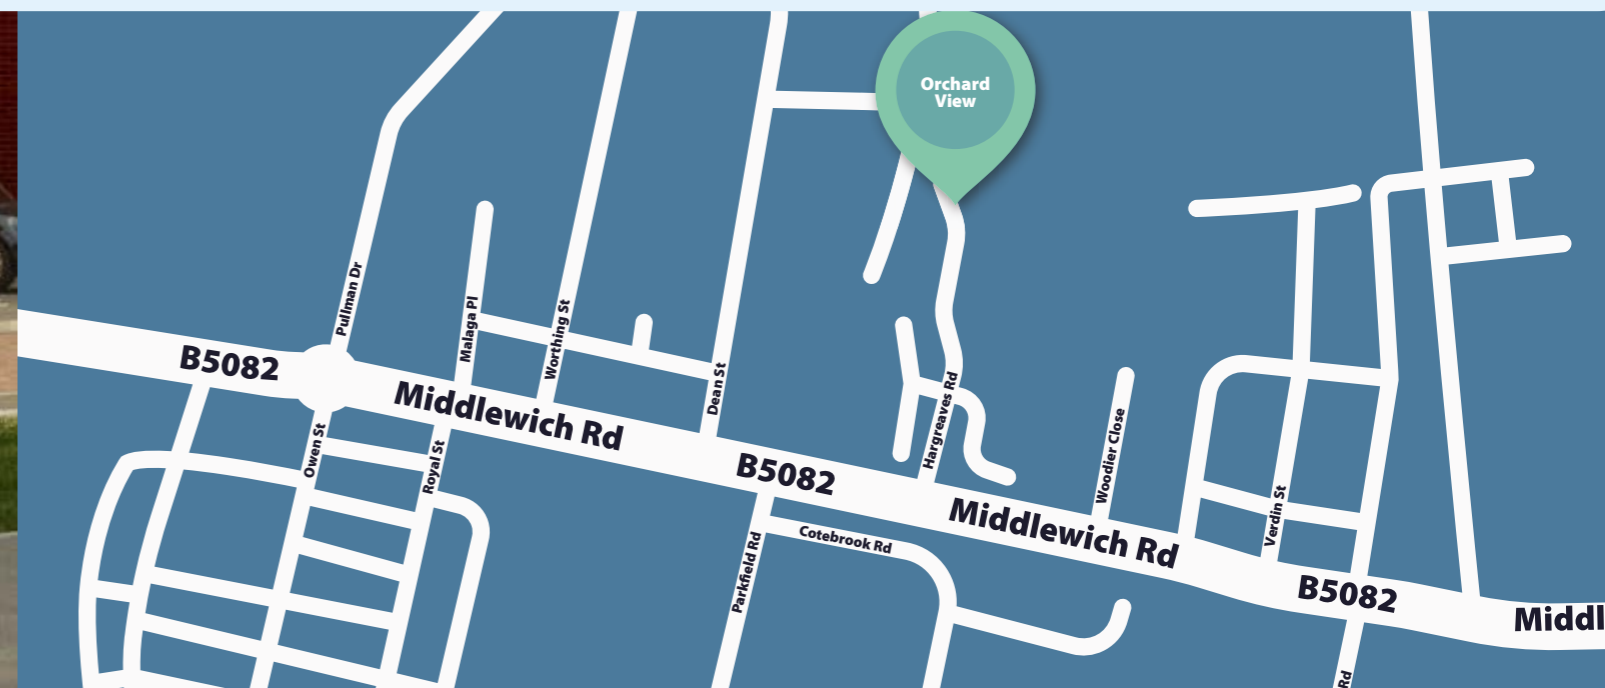 Orchard
View
Pullman Dr
Malaga Pl
Worthing St
Dean St
B5082
Middlewich Rd
Owen St
Royal St
Hargreaves Rd
Woodier Close
B5082
Middlewich Rd
Verdin St
Parkfield Rd
Cotebrook Rd
B5082
Middl
Rd